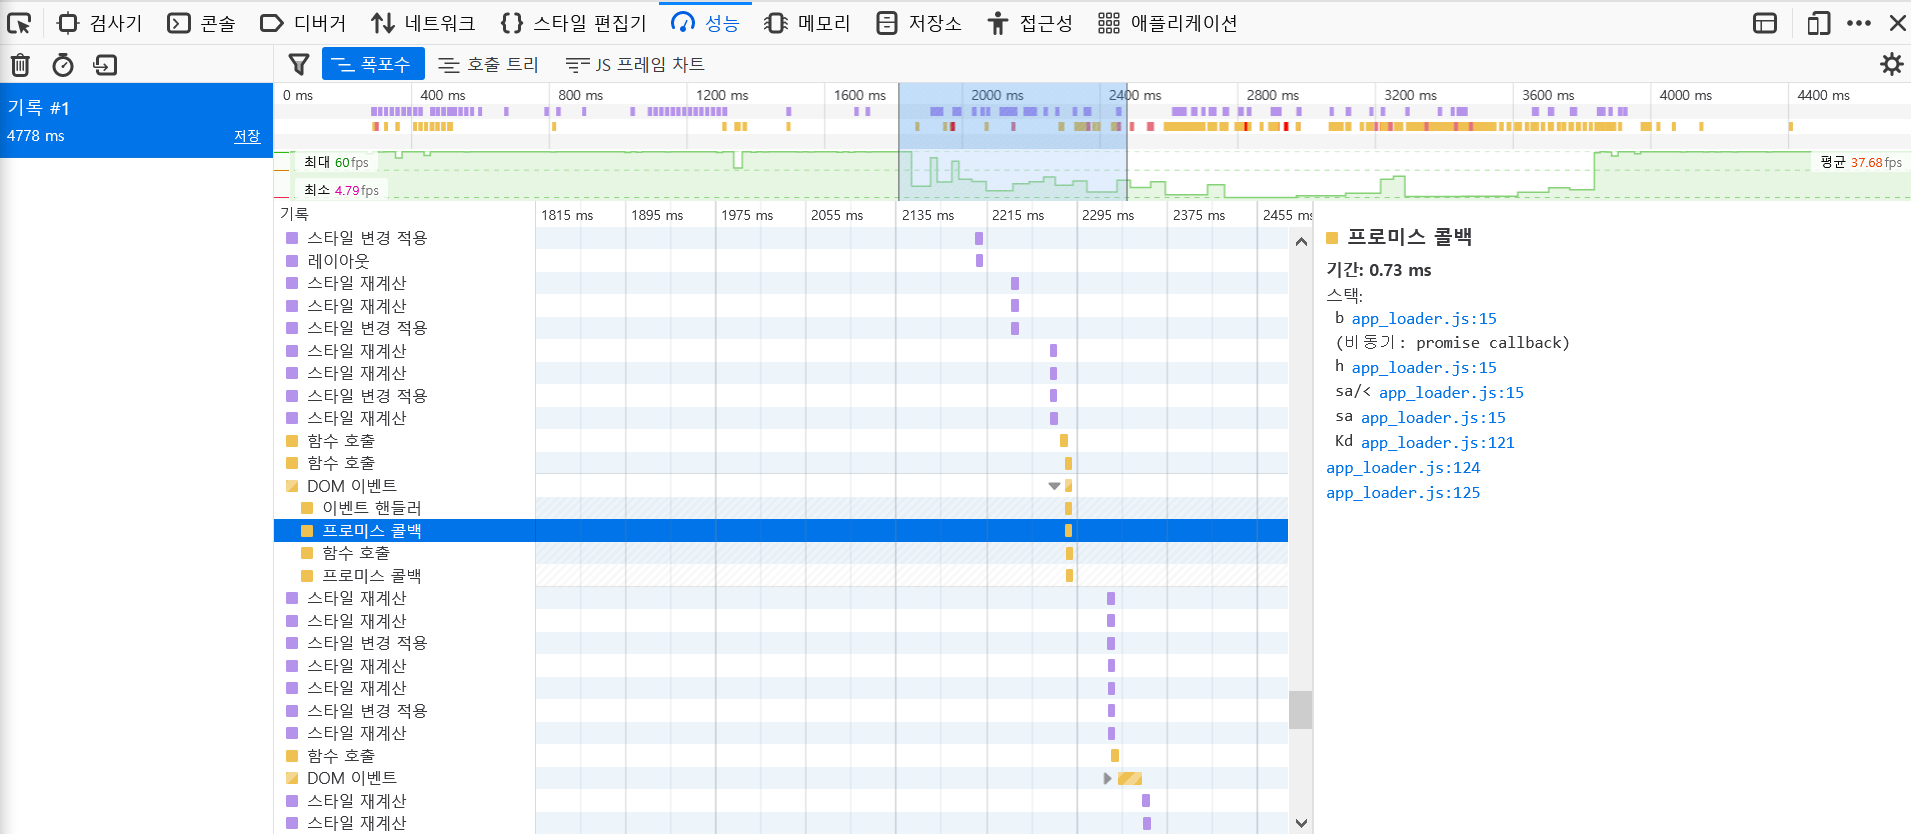 검사기 콘솔 디버거 네트워크 스타일 편집기 성능 메모리 저장소 접근성 애플리케이션
폭포수 호출 트리 JS 프레임 차트
기록 #1
4778 ms 저장
0 ms 400 ms 800 ms 1200 ms 1600 ms 2000 ms 2400 ms 2800 ms 3200 ms 3600 ms 4000 ms 4400 ms
최대 60fps
평균 37.68fps
최소 4.79fps
기록 1815 ms 1895 ms 1975 ms 2055 ms 2135 ms 2215 ms 2295 ms 2375 ms 2455 ms
스타일 변경 적용
레이아웃
스타일 재계산
스타일 재계산
스타일 변경 적용
스타일 재계산
스타일 재계산
스타일 변경 적용
스타일 재계산
함수 호출
함수 호출
DOM 이벤트
이벤트 핸들러
프로미스 콜백
함수 호출
프로미스 콜백
스타일 재계산
스타일 재계산
스타일 변경 적용
스타일 재계산
스타일 재계산
스타일 변경 적용
스타일 재계산
함수 호출
DOM 이벤트
스타일 재계산
스타일 재계산
프로미스 콜백
기간: 0.73 ms
스택:
b app_loader.js:15
(비동기: promise callback)
h app_loader.js:15
sa/< app_loader.js:15
sa app_loader.js:15
Kd app_loader.js:121
app_loader.js:124
app_loader.js:125